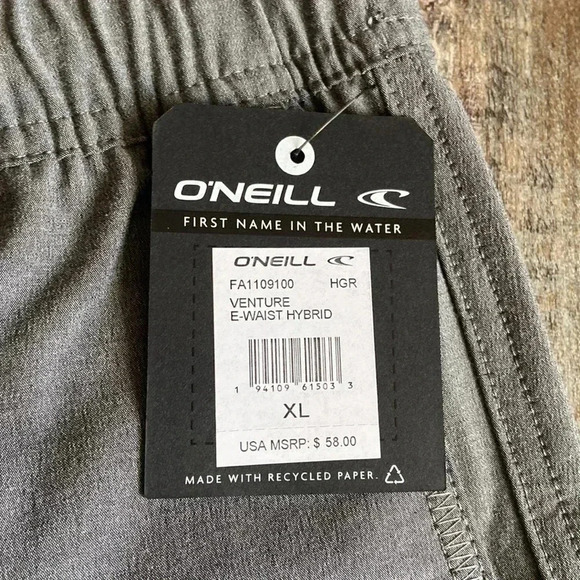 O'NEILL
FIRST NAME IN THE WATER
O'NEILL
FA1109100 HGR
VENTURE
E-WAIST HYBRID
1 94109 61503 3
XL
USA MSRP: $ 58.00
MADE WITH RECYCLED PAPER.